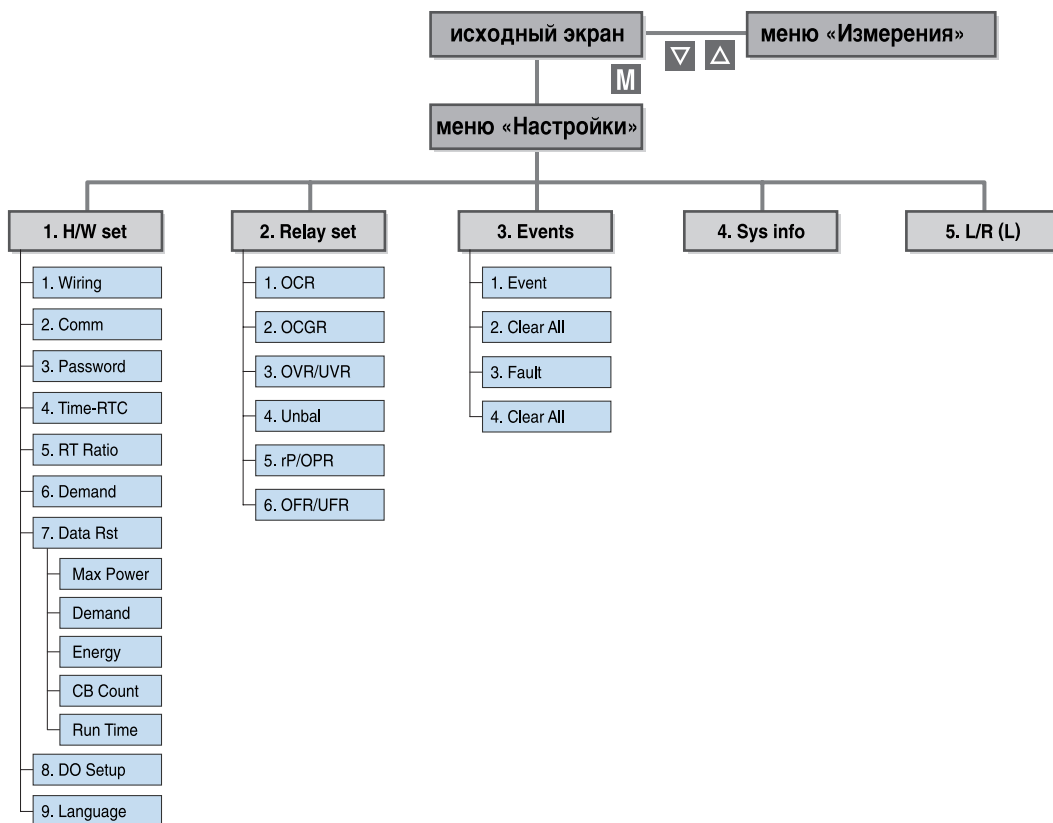 исходный экран
меню «Измерения»
M
меню «Настройки»
1. H/W set
2. Relay set
3. Events
4. Sys info
5. L/R (L)
1. Wiring
2. Comm
3. Password
4. Time-RTC
5. RT Ratio
6. Demand
7. Data Rst
Max Power
Demand
Energy
CB Count
Run Time
8. DO Setup
9. Language
1. OCR
2. OCGR
3. OVR/UVR
4. Unbal
5. rP/OPR
6. OFR/UFR
1. Event
2. Clear All
3. Fault
4. Clear All